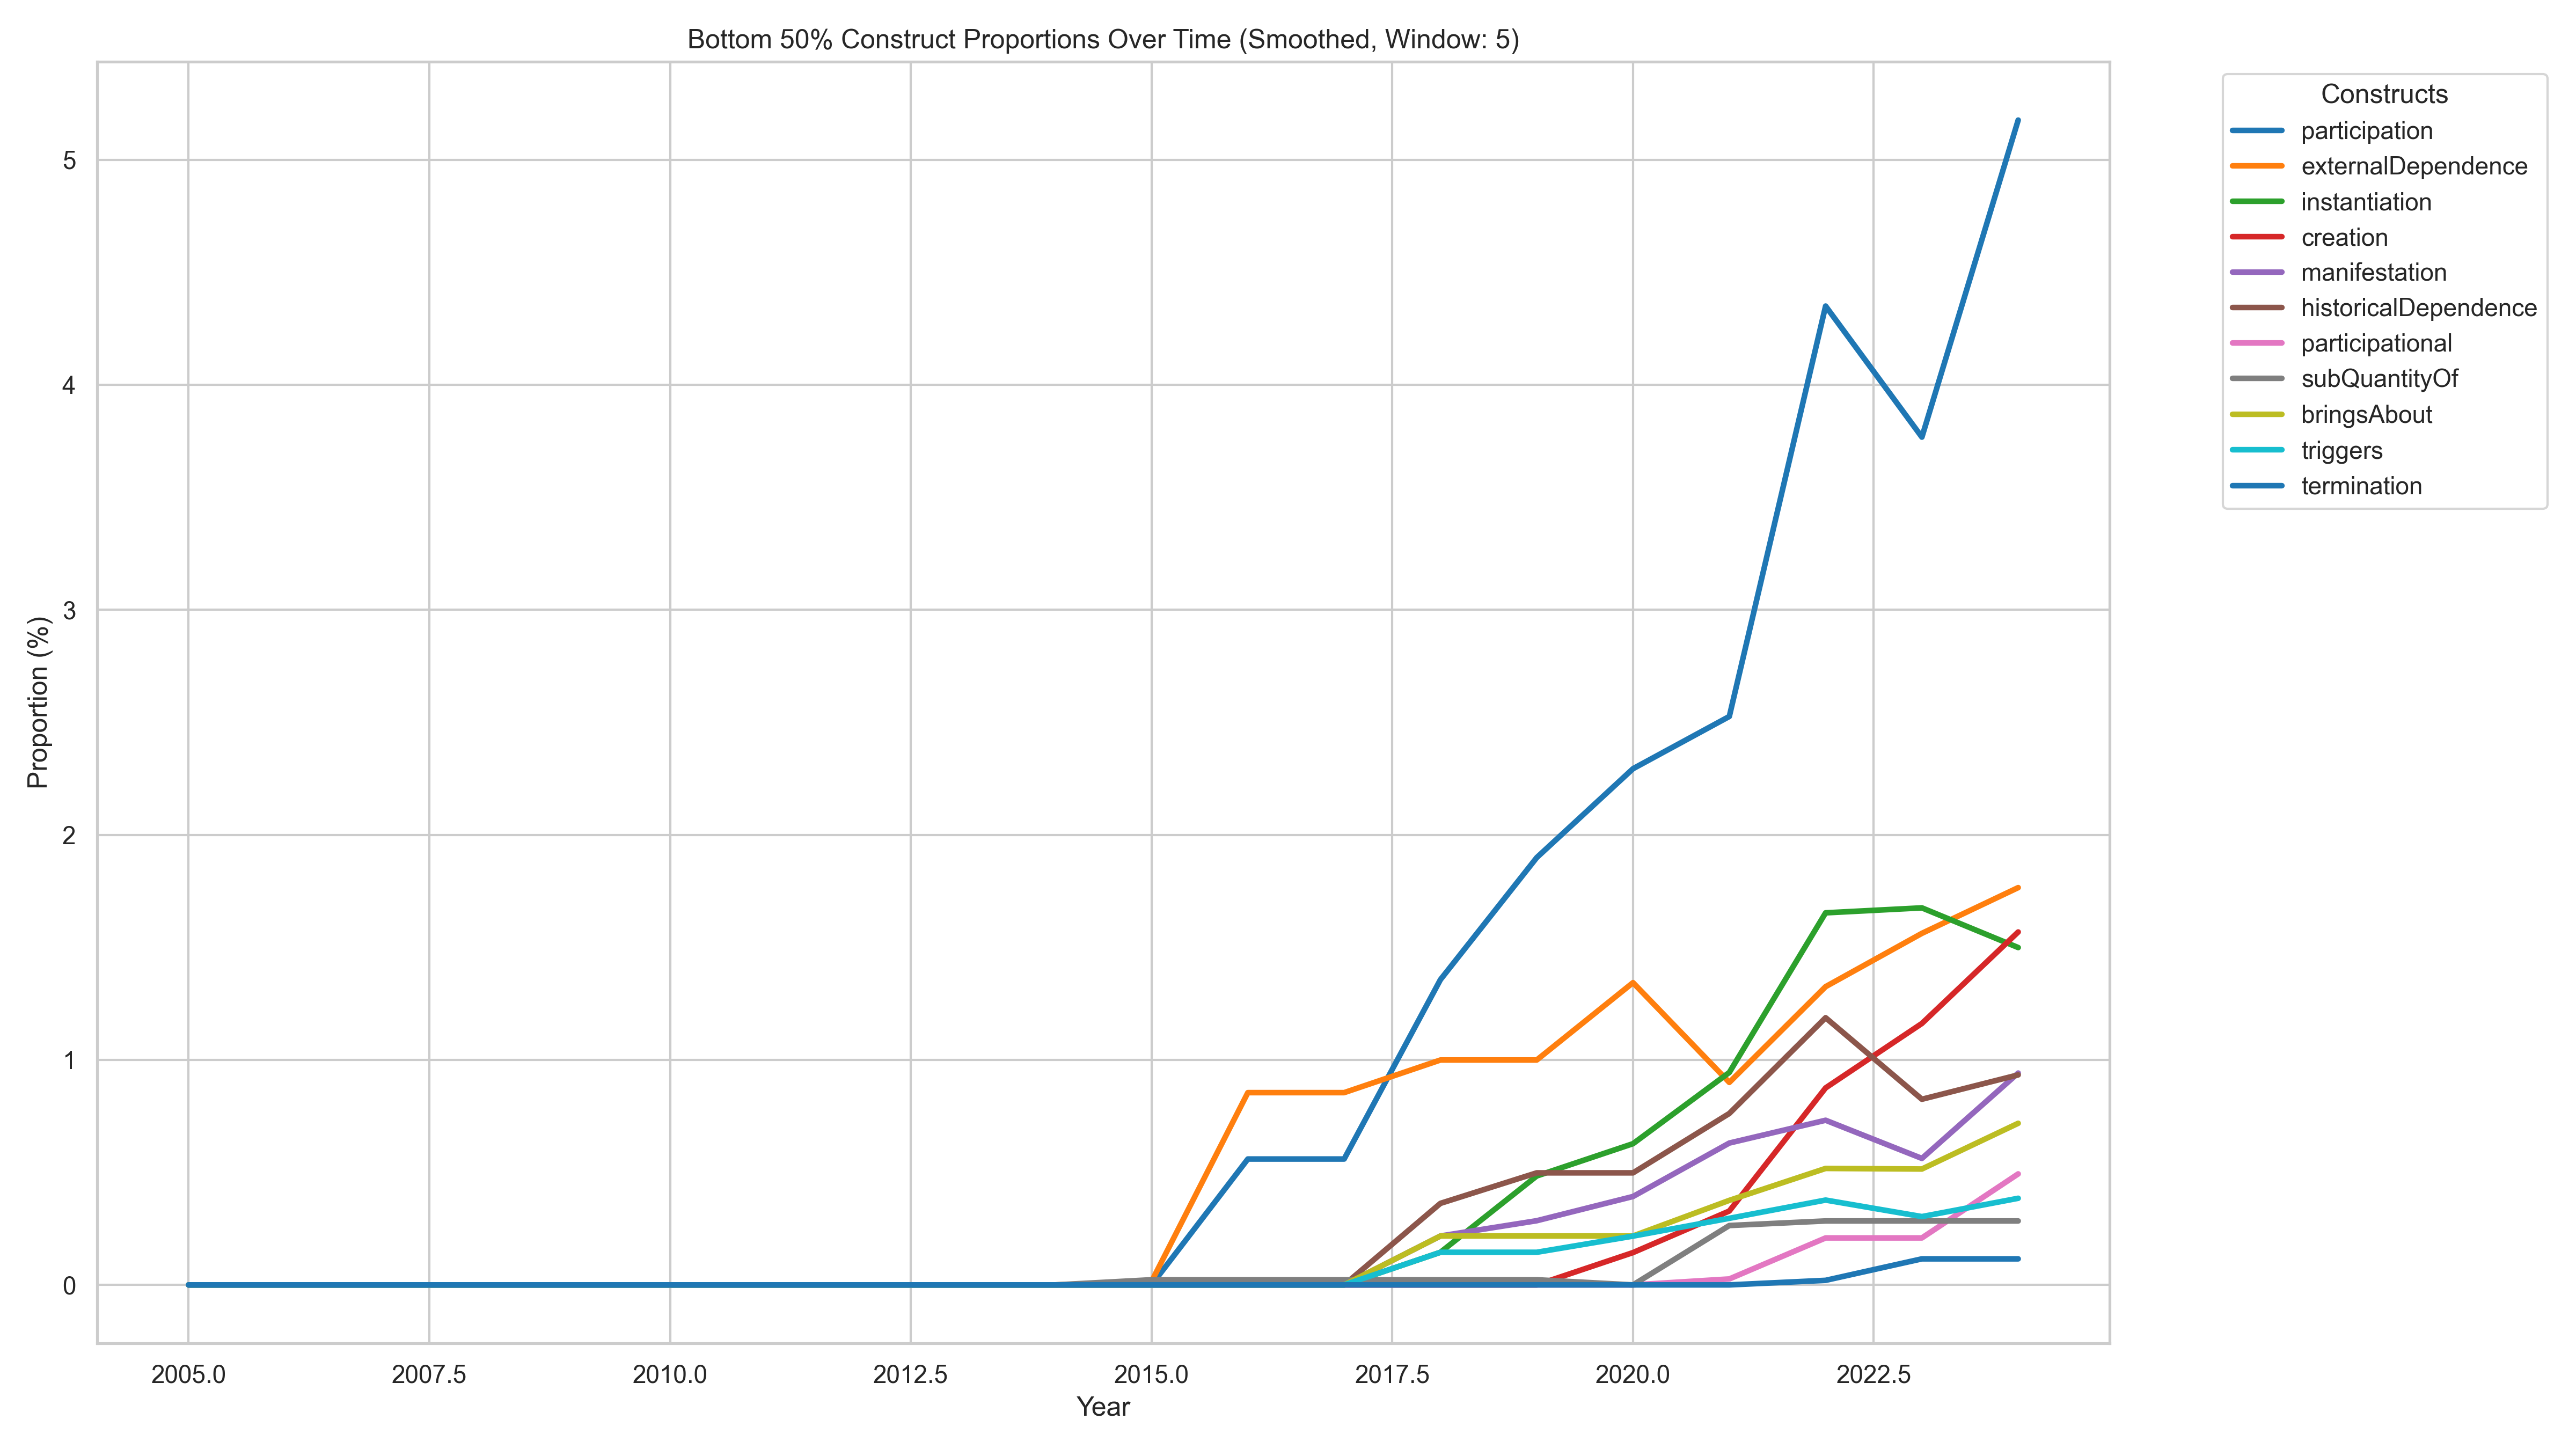 Bottom 50% Construct Proportions Over Time (Smoothed, Window: 5)
Constructs
participation
externalDependence
instantiation
creation
manifestation
historicalDependence
participational
subQuantityOf
bringsAbout
triggers
termination
Proportion (%)
5
4
3
2
1
0
2005.0 2007.5 2010.0 2012.5 2015.0 2017.5 2020.0 2022.5
Year